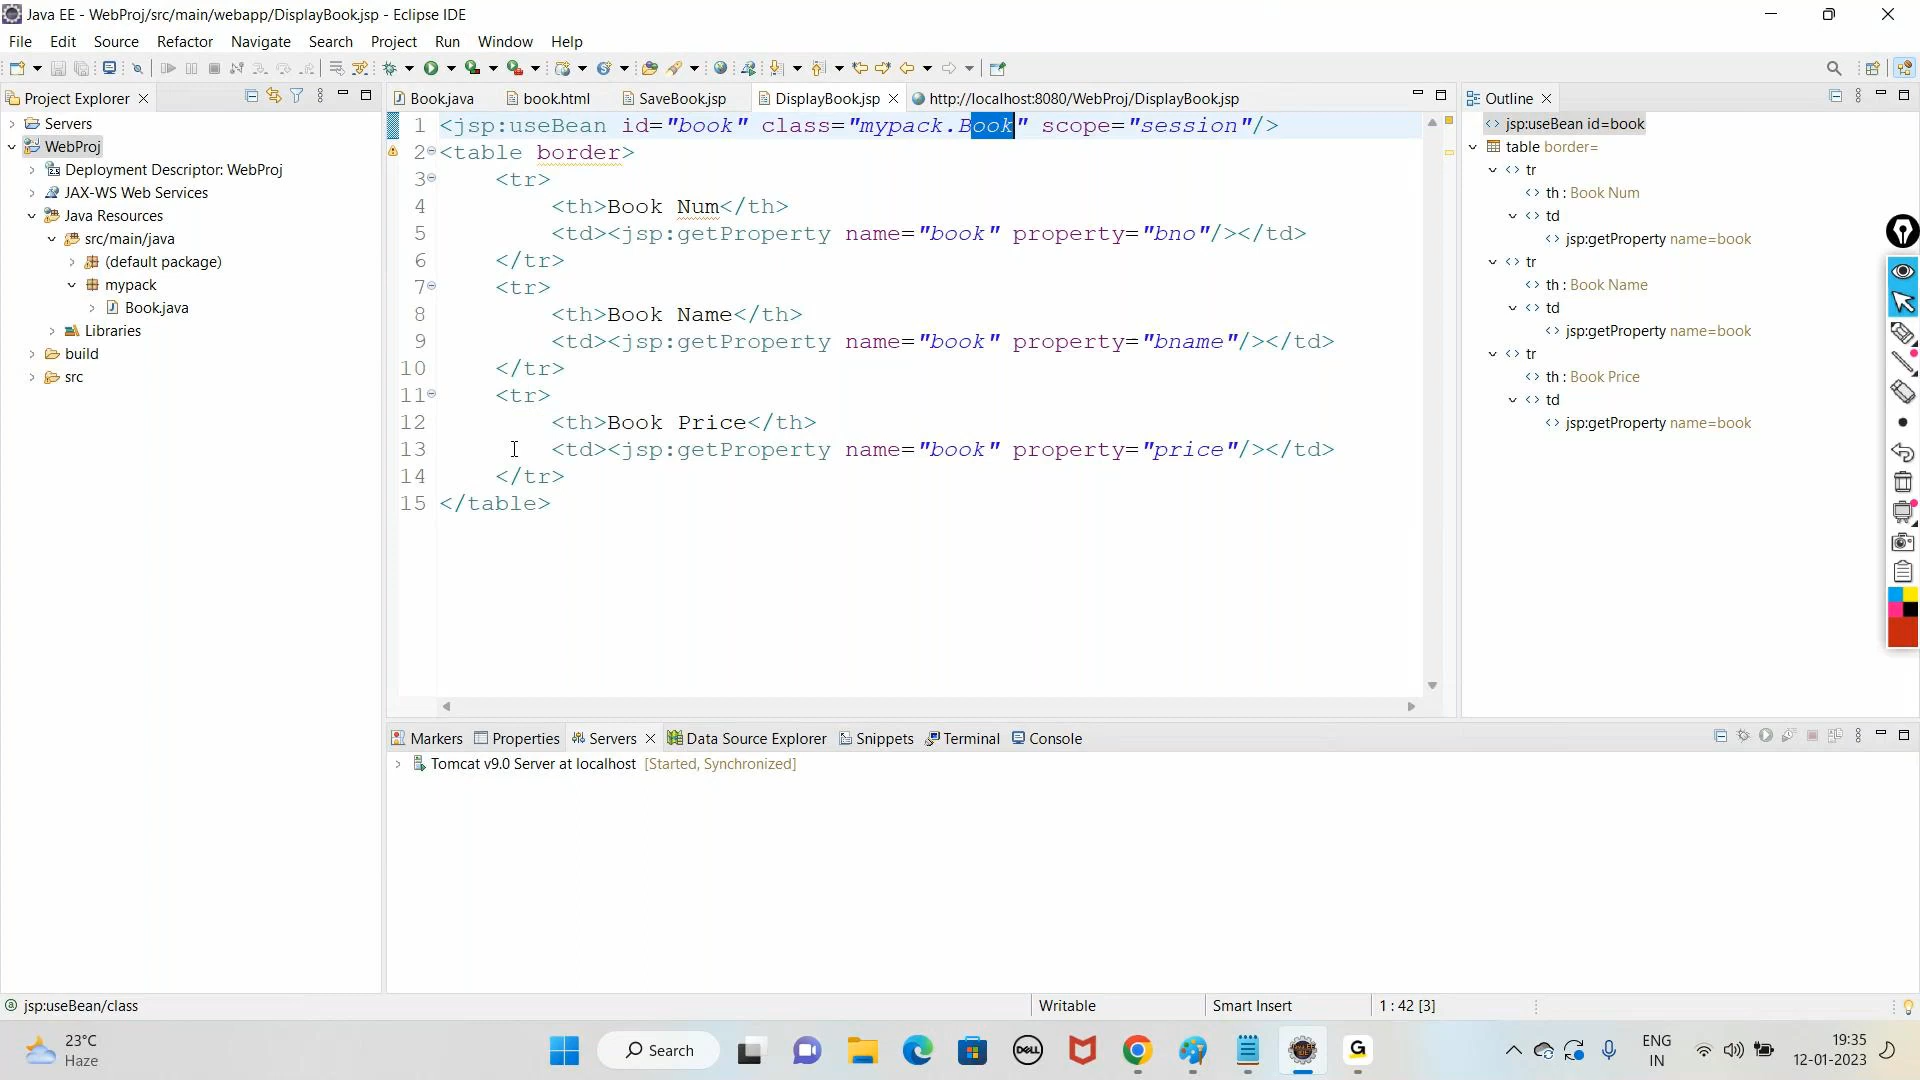 Java EE - WebProj/src/main/webapp/DisplayBook.jsp - Eclipse IDE
File Edit Source Refactor Navigate Search Project Run Window Help
Project Explorer
Servers
WebProj
Deployment Descriptor: WebProj
JAX-WS Web Services
Java Resources
src/main/java
(default package)
mypack
Book.java
Libraries
build
src
Book.java book.html SaveBook.jsp DisplayBook.jsp http://localhost:8080/WebProj/DisplayBook.jsp
1 <jsp:useBean id="book" class="mypack.Book" scope="session"/>
2 <table border>
3 <tr>
4 <th>Book Num</th>
5 <td><jsp:getProperty name="book" property="bno"/></td>
6 </tr>
7 <tr>
8 <th>Book Name</th>
9 <td><jsp:getProperty name="book" property="bname"/></td>
10 </tr>
11 <tr>
12 <th>Book Price</th>
13 <td><jsp:getProperty name="book" property="price"/></td>
14 </tr>
15 </table>
Outline
jsp:useBean id=book
table border=
tr
th : Book Num
td
jsp:getProperty name=book
tr
th : Book Name
td
jsp:getProperty name=book
tr
th : Book Price
td
jsp:getProperty name=book
Markers Properties Servers Data Source Explorer Snippets Terminal Console
Tomcat v9.0 Server at localhost [Started, Synchronized]
jsp:useBean/class Writable Smart Insert 1 : 42 [3]
23°C
Haze
Search
DELL
G
ENG
IN
19:35
12-01-2023